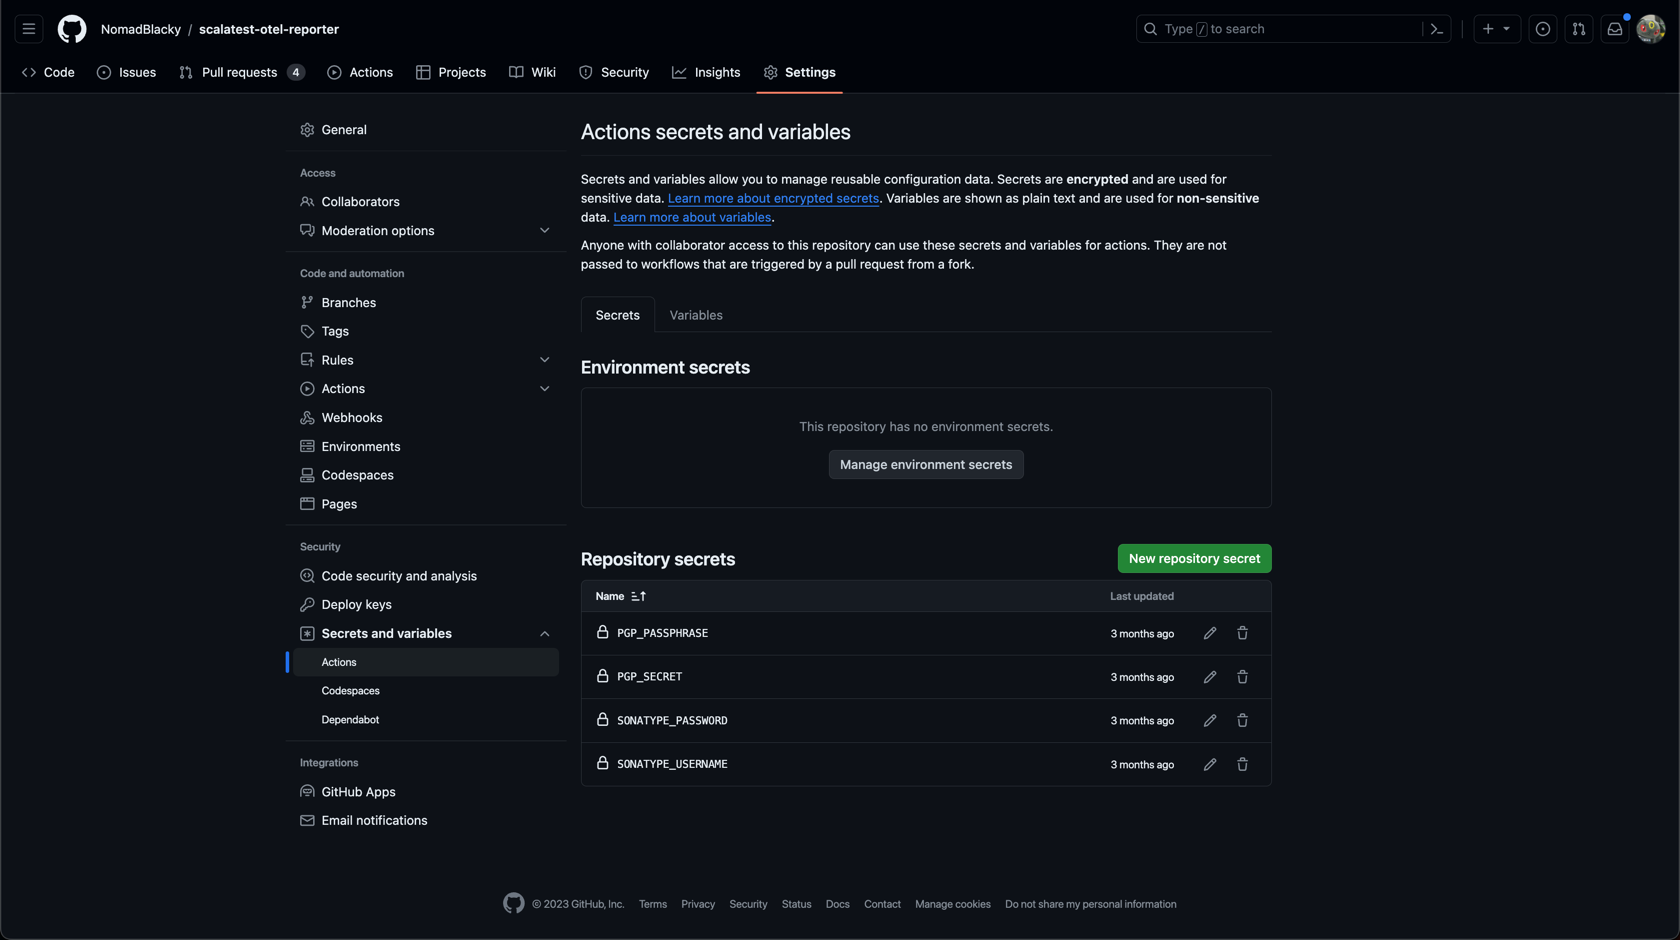 NomadBlacky / scalatest-otel-reporter
Type / to search
Code
Issues
Pull requests 4
Actions
Projects
Wiki
Security
Insights
Settings
General
Access
Collaborators
Moderation options
Code and automation
Branches
Tags
Rules
Actions
Webhooks
Environments
Codespaces
Pages
Security
Code security and analysis
Deploy keys
Secrets and variables
Actions
Codespaces
Dependabot
Integrations
GitHub Apps
Email notifications
Actions secrets and variables
Secrets and variables allow you to manage reusable configuration data. Secrets are encrypted and are used for
sensitive data. Learn more about encrypted secrets. Variables are shown as plain text and are used for non-sensitive
data. Learn more about variables.
Anyone with collaborator access to this repository can use these secrets and variables for actions. They are not
passed to workflows that are triggered by a pull request from a fork.
Secrets
Variables
Environment secrets
This repository has no environment secrets.
Manage environment secrets
Repository secrets
New repository secret
Name
Last updated
PGP_PASSPHRASE 3 months ago
PGP_SECRET 3 months ago
SONATYPE_PASSWORD 3 months ago
SONATYPE_USERNAME 3 months ago
© 2023 GitHub, Inc. Terms Privacy Security Status Docs Contact Manage cookies Do not share my personal information